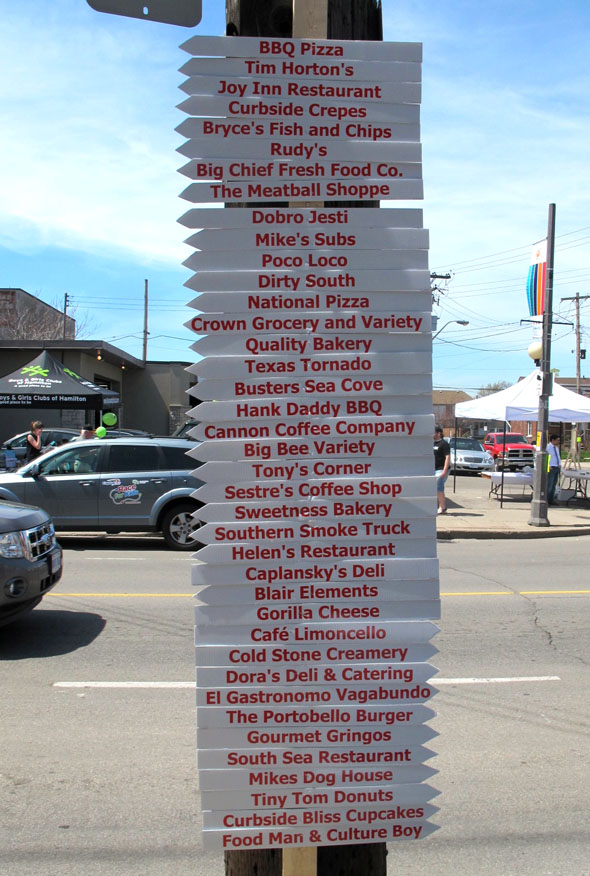 BBQ Pizza
Tim Horton's
Joy Inn Restaurant
Curbside Crepes
Bryce's Fish and Chips
Rudy's
Big Chief Fresh Food Co.
The Meatball Shoppe
Dobro Jesti
Mike's Subs
Poco Loco
Dirty South
National Pizza
Crown Grocery and Variety
Quality Bakery
Texas Tornado
Busters Sea Cove
Hank Daddy BBQ
Cannon Coffee Company
Big Bee Variety
Tony's Corner
Sestre's Coffee Shop
Sweetness Bakery
Southern Smoke Truck
Helen's Restaurant
Caplansky's Deli
Blair Elements
Gorilla Cheese
Café Limoncello
Cold Stone Creamery
Dora's Deli & Catering
El Gastronomo Vagabundo
The Portobello Burger
Gourmet Gringos
South Sea Restaurant
Mikes Dog House
Tiny Tom Donuts
Curbside Bliss Cupcakes
Food Man & Culture Boy
oys & Girls Clubs of Hamilton
a good place to be